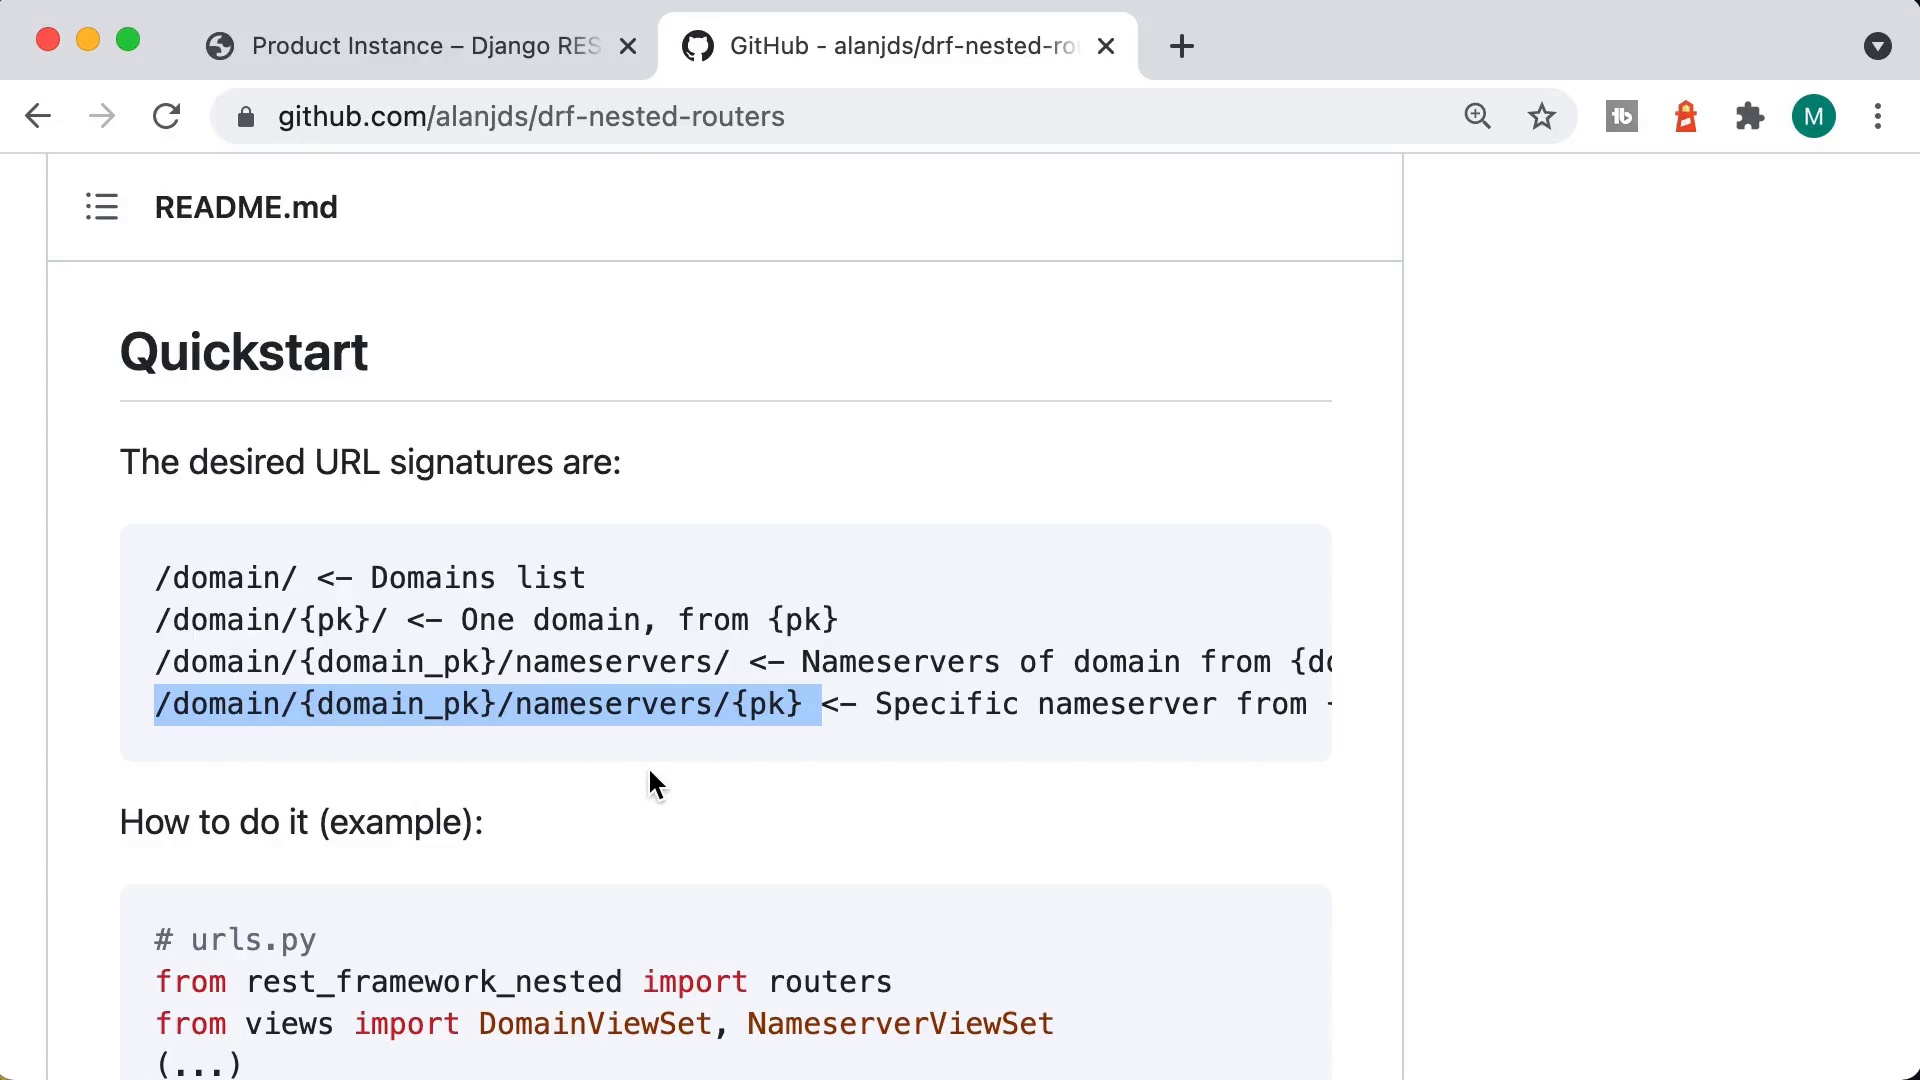 Product Instance – Django RES
GitHub - alanjds/drf-nested-rou
github.com/alanjds/drf-nested-routers
M
README.md
Quickstart
The desired URL signatures are:
/domain/ <- Domains list
/domain/{pk}/ <- One domain, from {pk}
/domain/{domain_pk}/nameservers/ <- Nameservers of domain from {do
/domain/{domain_pk}/nameservers/{pk} <- Specific nameserver from
How to do it (example):
# urls.py
from rest_framework_nested import routers
from views import DomainViewSet, NameserverViewSet
(...)